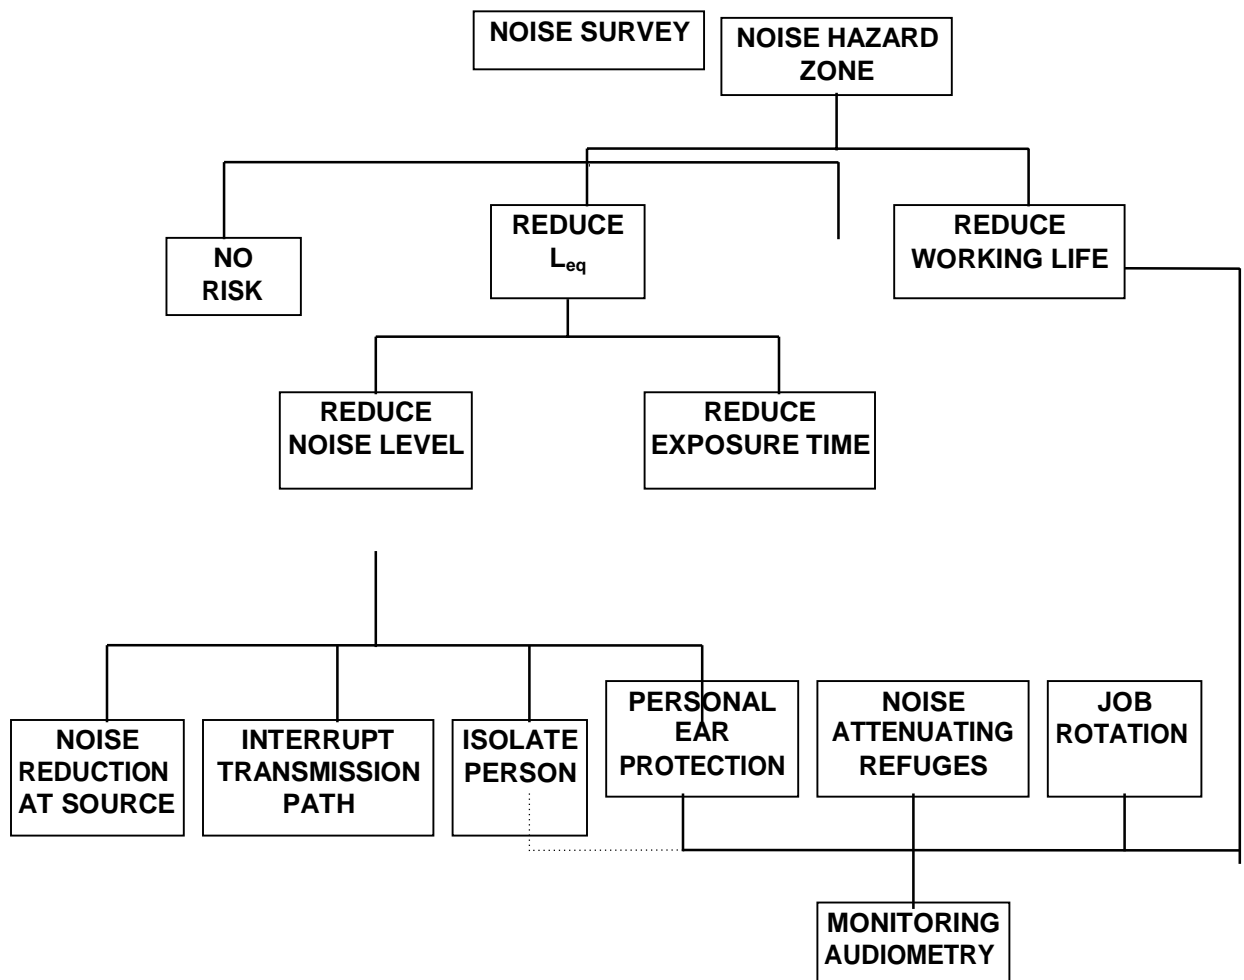 NOISE SURVEY
NOISE HAZARD
ZONE
REDUCE
Leq
REDUCE
WORKING LIFE
NO
RISK
REDUCE
NOISE LEVEL
REDUCE
EXPOSURE TIME
NOISE
REDUCTION
AT SOURCE
INTERRUPT
TRANSMISSION
PATH
ISOLATE
PERSON
PERSONAL
EAR
PROTECTION
NOISE
ATTENUATING
REFUGES
JOB
ROTATION
MONITORING
AUDIOMETRY